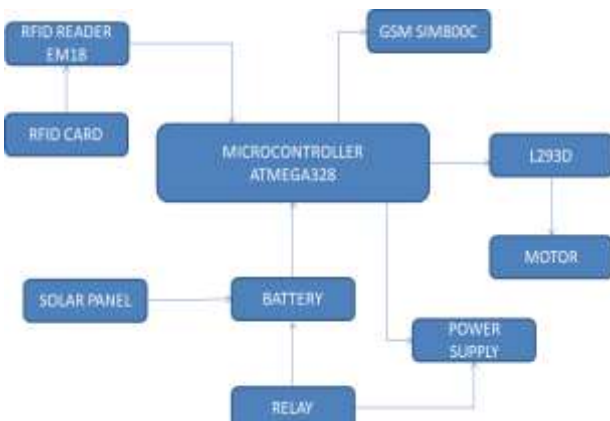 RFID READER
EM18
GSM SIM800C
RFID CARD
MICROCONTROLLER
ATMEGA328
L293D
MOTOR
SOLAR PANEL
BATTERY
POWER
SUPPLY
RELAY